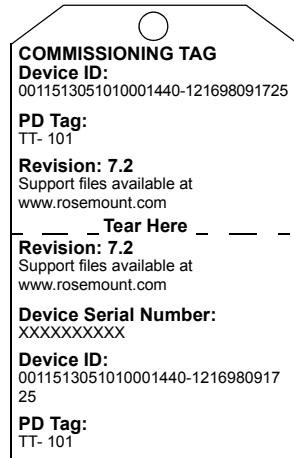 COMMISSIONING TAG
Device ID:
0011513051010001440-121698091725
PD Tag:
TT- 101
Revision: 7.2
Support files available at
www.rosemount.com
Tear Here
Revision: 7.2
Support files available at
www.rosemount.com
Device Serial Number:
XXXXXXXXXX
Device ID:
0011513051010001440-1216980917
25
PD Tag:
TT- 101